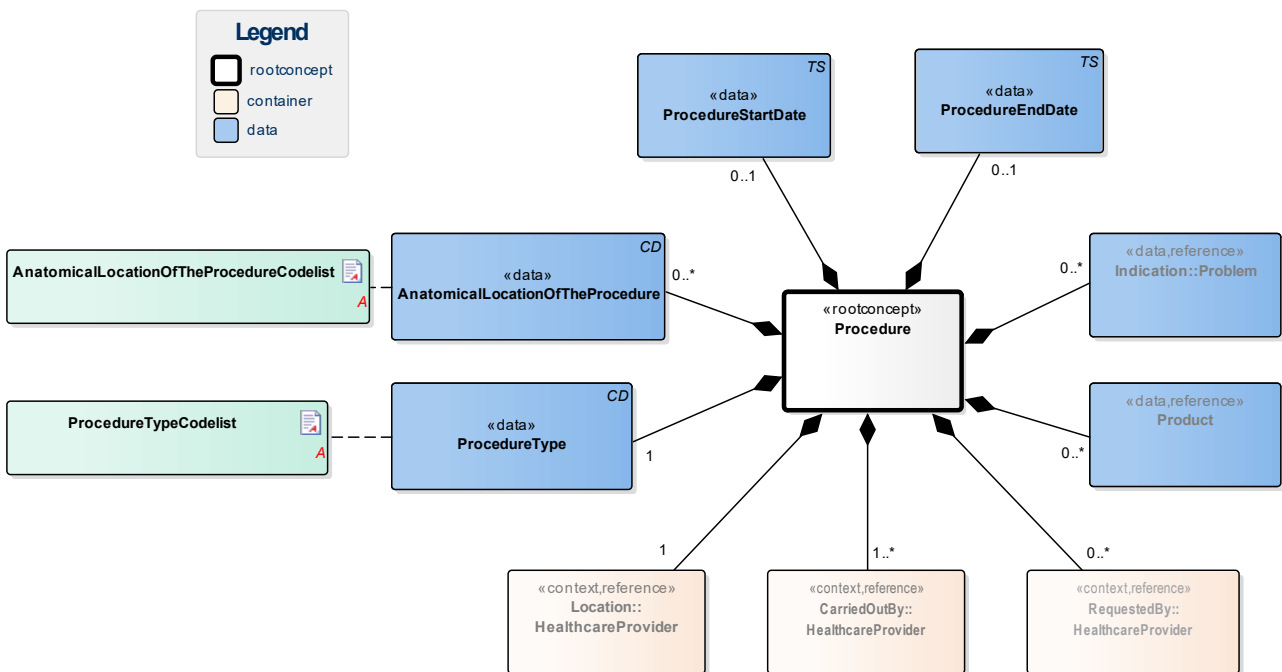 Legend
rootconcept
container
data
TS
«data»
ProcedureStartDate
0..1
TS
«data»
ProcedureEndDate
0..1
AnatomicalLocationOfTheProcedureCodelist
A
CD
«data»
AnatomicalLocationOfTheProcedure
0..*
«data,reference»
Indication::Problem
0..*
«rootconcept»
Procedure
ProcedureTypeCodelist
A
CD
«data»
ProcedureType
1
«data,reference»
Product
0..*
1
«context,reference»
Location::
HealthcareProvider
1..*
«context,reference»
CarriedOutBy::
HealthcareProvider
0..*
«context,reference»
RequestedBy::
HealthcareProvider